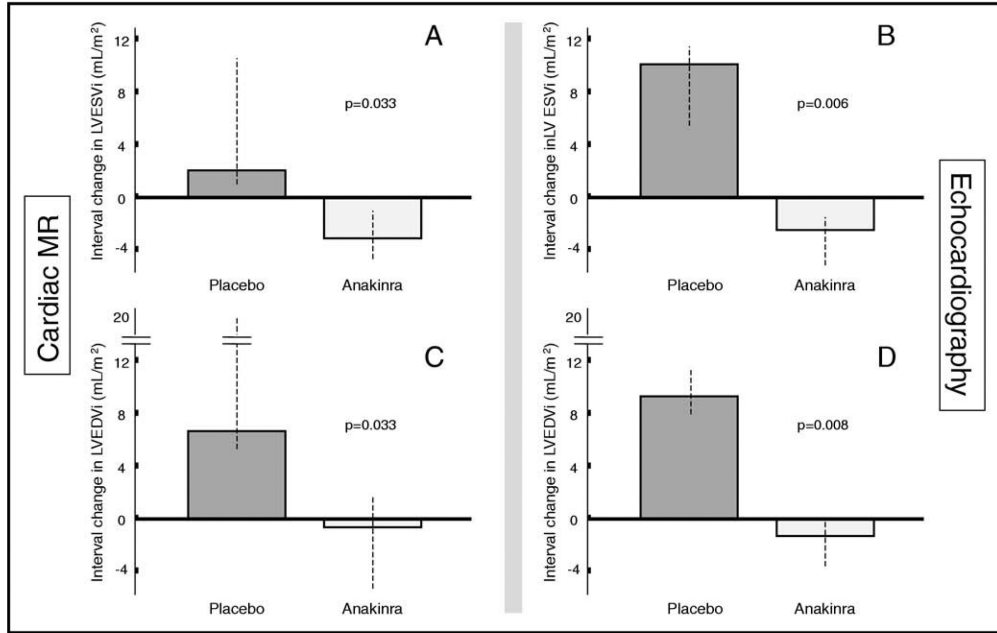 Cardiac MR
Interval change in LVESVi (mL/m²)
12
8
4
0
-4
A
p=0.033
Placebo
Anakinra
Interval change inLV ESVi (mL/m²)
12
8
4
0
-4
B
p=0.006
Placebo
Anakinra
Interval change in LVEDVi (mL/m²)
20
12
8
4
0
-4
C
p=0.033
Placebo
Anakinra
Interval change in LVEDVi (mL/m²)
20
12
8
4
0
-4
D
p=0.008
Placebo
Anakinra
Echocardiography